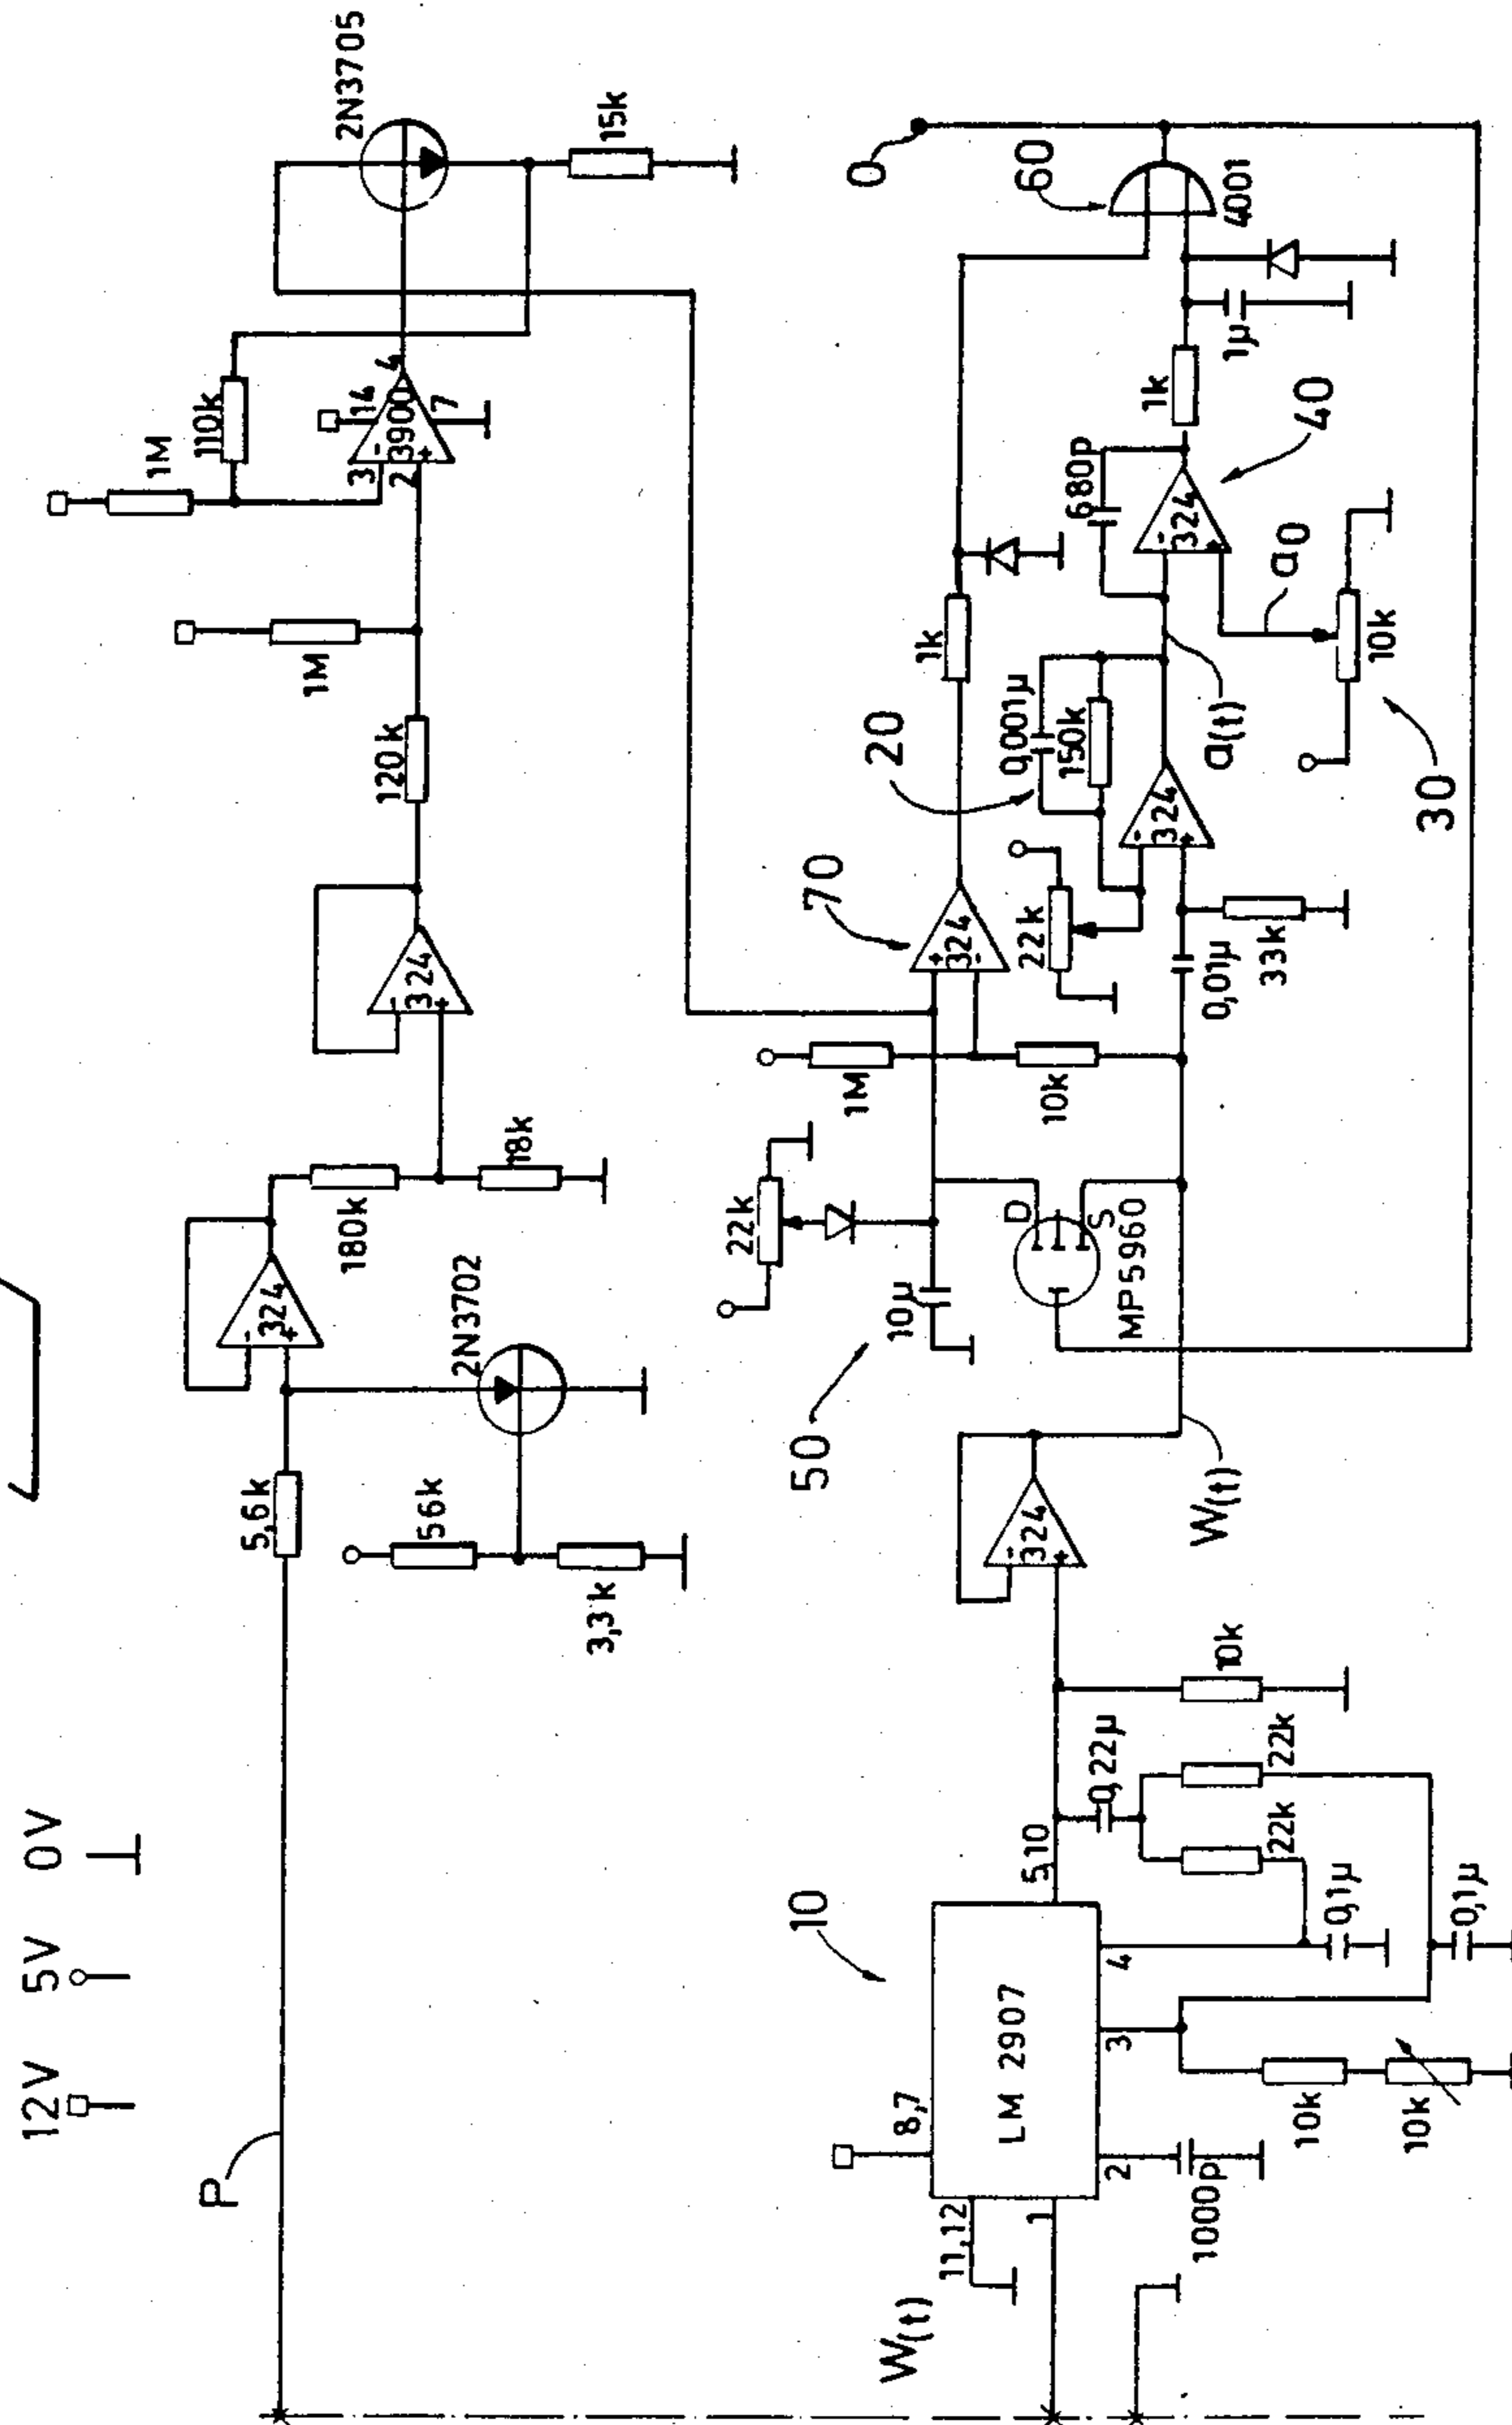 12V 5V 0V
P
5,6k
56k
3,3k
2N3702
324
180k
18k
324
120k
1M
1M
110k
3
2
3900
14
7
4
2N3705
15k
W(t)
11,12
1
8,7
LM 2907
10
2
3
4
5,10
1000p
10k
10k
0,1µ
0,1µ
22k
22k
0,22µ
10k
324
W(t)
50
10µ
22k
D
S
MP5960
1M
10k
70
324
0,01µ
33k
22k
20
0,001µ
150k
324
a(t)
1k
30
10k
a0
680p
324
40
1k
1µ
60
4001
0